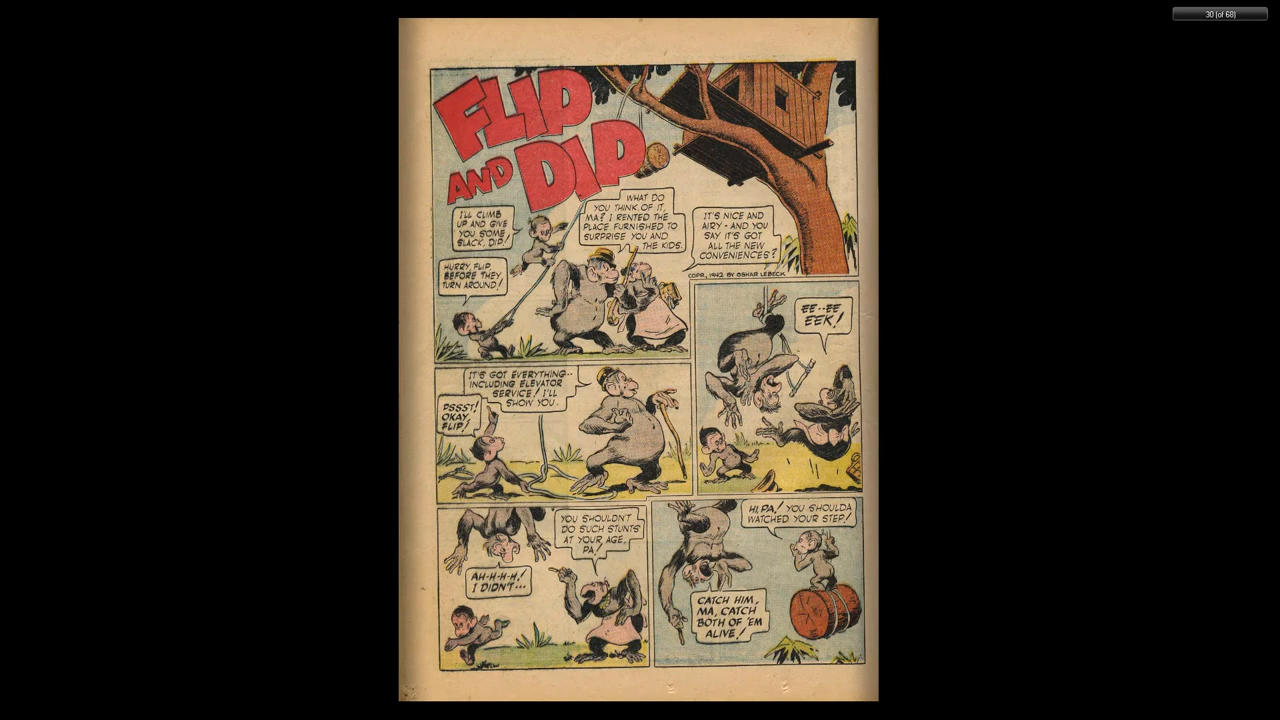 30 (of 68)
FLIP
AND DIP
I'LL CLIMB
UP AND GIVE
YOU SOME
SLACK, DIP!
HURRY, FLIP
BEFORE THEY
TURN AROUND!
WHAT DO
YOU THINK OF IT,
MA? I RENTED THE
PLACE FURNISHED TO
SURPRISE YOU AND
THE KIDS.
IT'S NICE AND
AIRY - AND YOU
SAY IT'S GOT
ALL THE NEW
CONVENIENCES?
COPR. 1942 BY OSKAR LEBECK
IT'S GOT EVERYTHING--
INCLUDING ELEVATOR
SERVICE! I'LL
SHOW YOU.
PSSST!
OKAY,
FLIP!
EE--EE
EEK!
YOU SHOULDN'T
DO SUCH STUNTS
AT YOUR AGE,
PA!
AH-H-H-H!
I DIDN'T...
HI, PA! YOU SHOULDA
WATCHED YOUR STEP!
CATCH HIM,
MA, CATCH
BOTH OF 'EM
ALIVE!